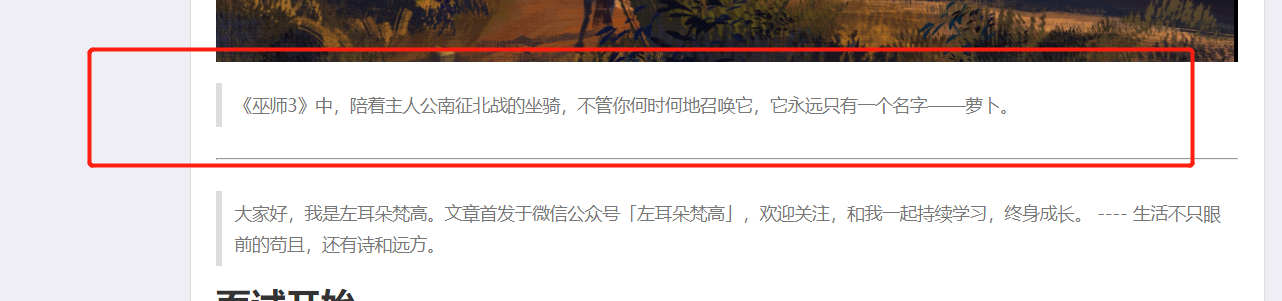 《巫师3》中，陪着主人公南征北战的坐骑，不管你何时何地召唤它，它永远只有一个名字——萝卜。
大家好，我是左耳朵梵高。文章首发于微信公众号「左耳朵梵高」，欢迎关注，和我一起持续学习，终身成长。 ---- 生活不只眼
前的苟且，还有诗和远方。
面试开始